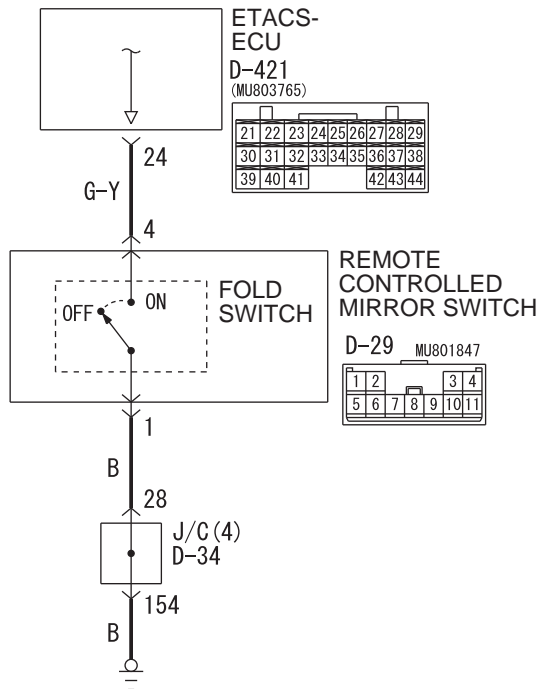 ETACS-
ECU
D-421
(MU803765)
21 22 23 24 25 26 27 28 29
30 31 32 33 34 35 36 37 38
39 40 41 42 43 44
24
G-Y
4
REMOTE
CONTROLLED
MIRROR SWITCH
FOLD
SWITCH
OFF ON
D-29 MU801847
1 2 3 4
5 6 7 8 9 10 11
1
B
28
J/C(4)
D-34
154
B